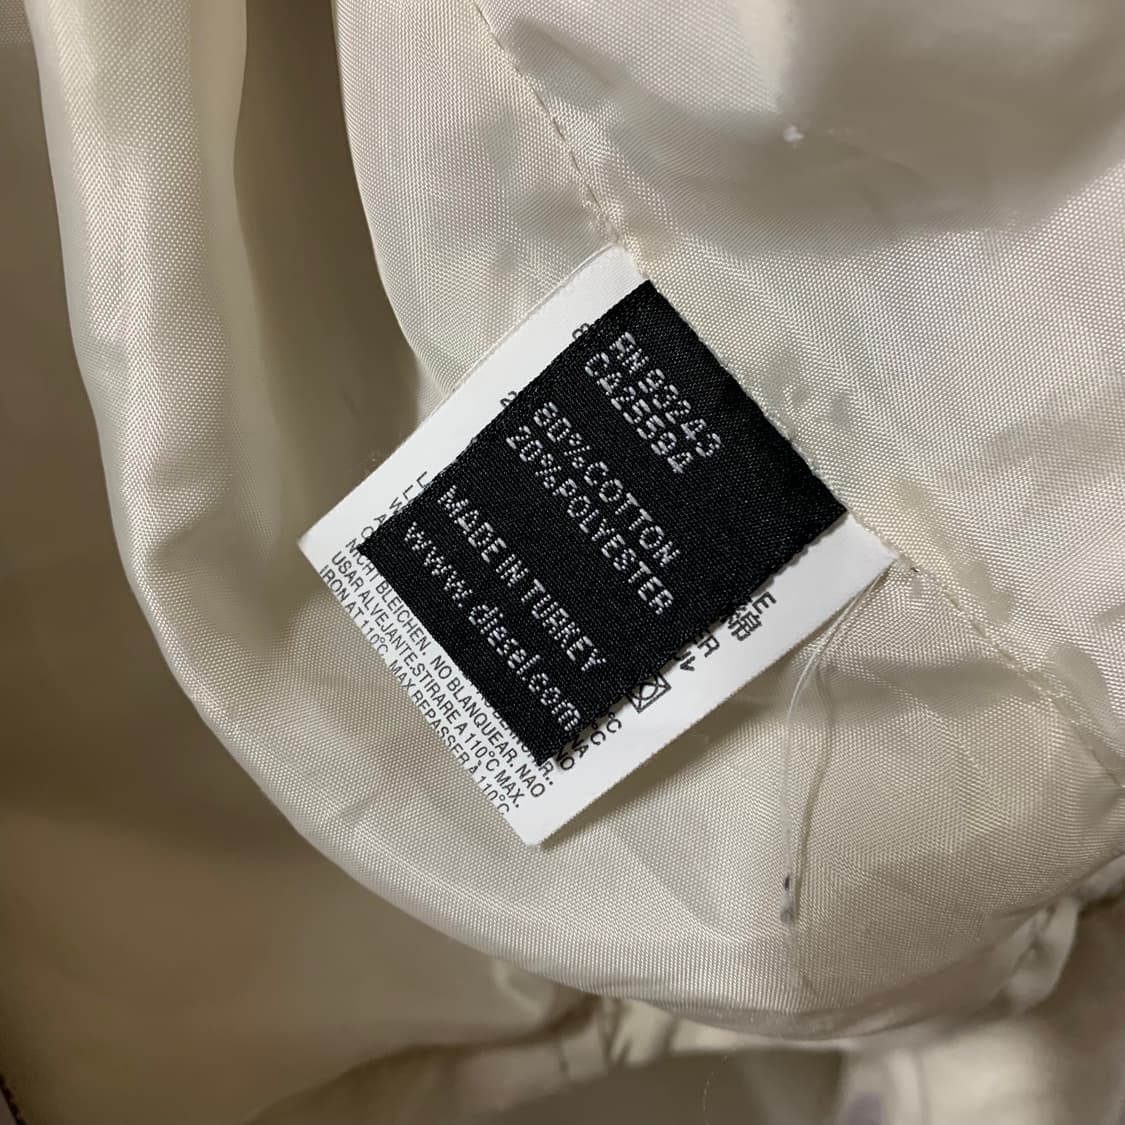 RN 93243
CA25594
80%COTTON
20%POLYESTER
MADE IN TURKEY
www.diesel.com
NICHT BLEICHEN. NO BLANQUEAR. NAO
USAR ALVEJANTE.STIRARE A 110°C MAX.
IRON AT 110°C MAX REPASSER À 110°C